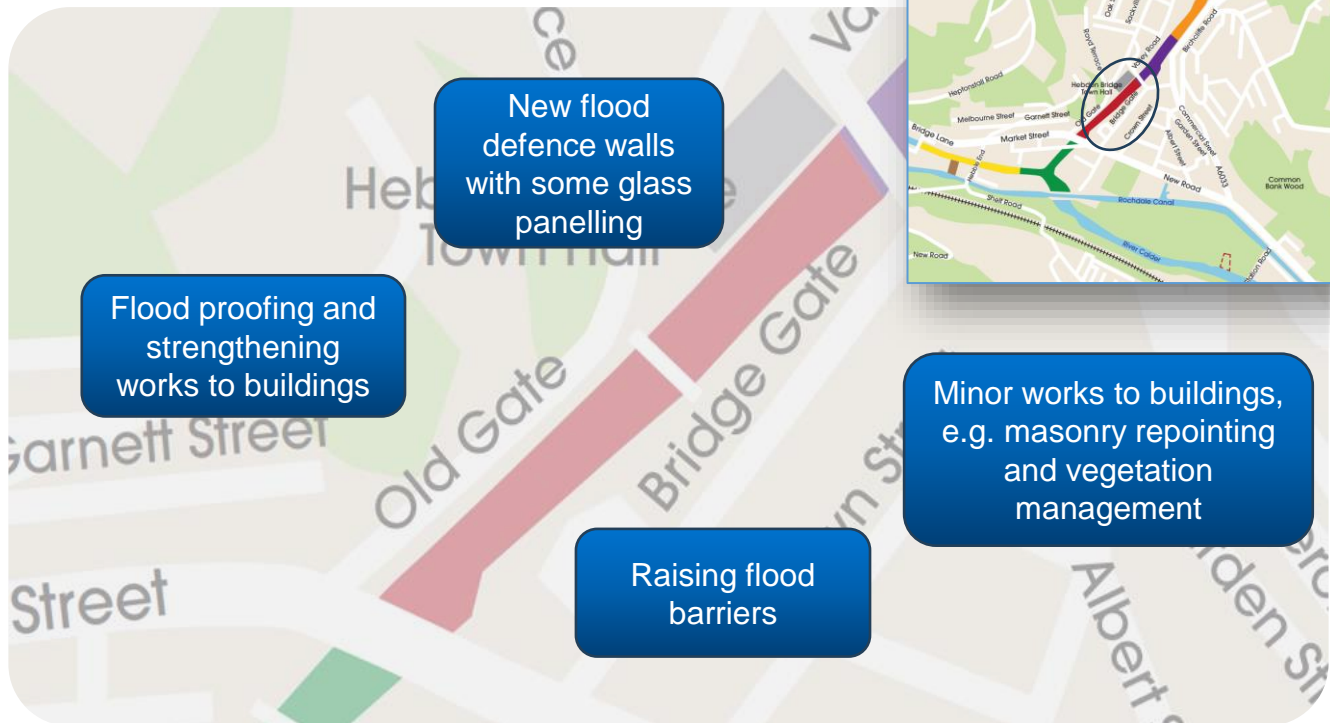 New flood
defence walls
with some glass
panelling
Flood proofing and
strengthening
works to buildings
Minor works to buildings,
e.g. masonry repointing
and vegetation
management
Raising flood
barriers
Town Hall
Garnett Street
Old Gate
Bridge Gate
Street
Albert
Royd Terrace
Valley Road
Birchcliffe Road
Heptonstall Road
Hebden Bridge
Town Hall
Melbourne Street
Garnett Street
Old Gate
Bridge Gate
Crown Street
Bridge Lane
Market Street
Commercial Street
Garden Street
Albert Street
A6033
Hebble End
New Road
Common
Bank Wood
Shelf Road
Rochdale Canal
River Calder
New Road